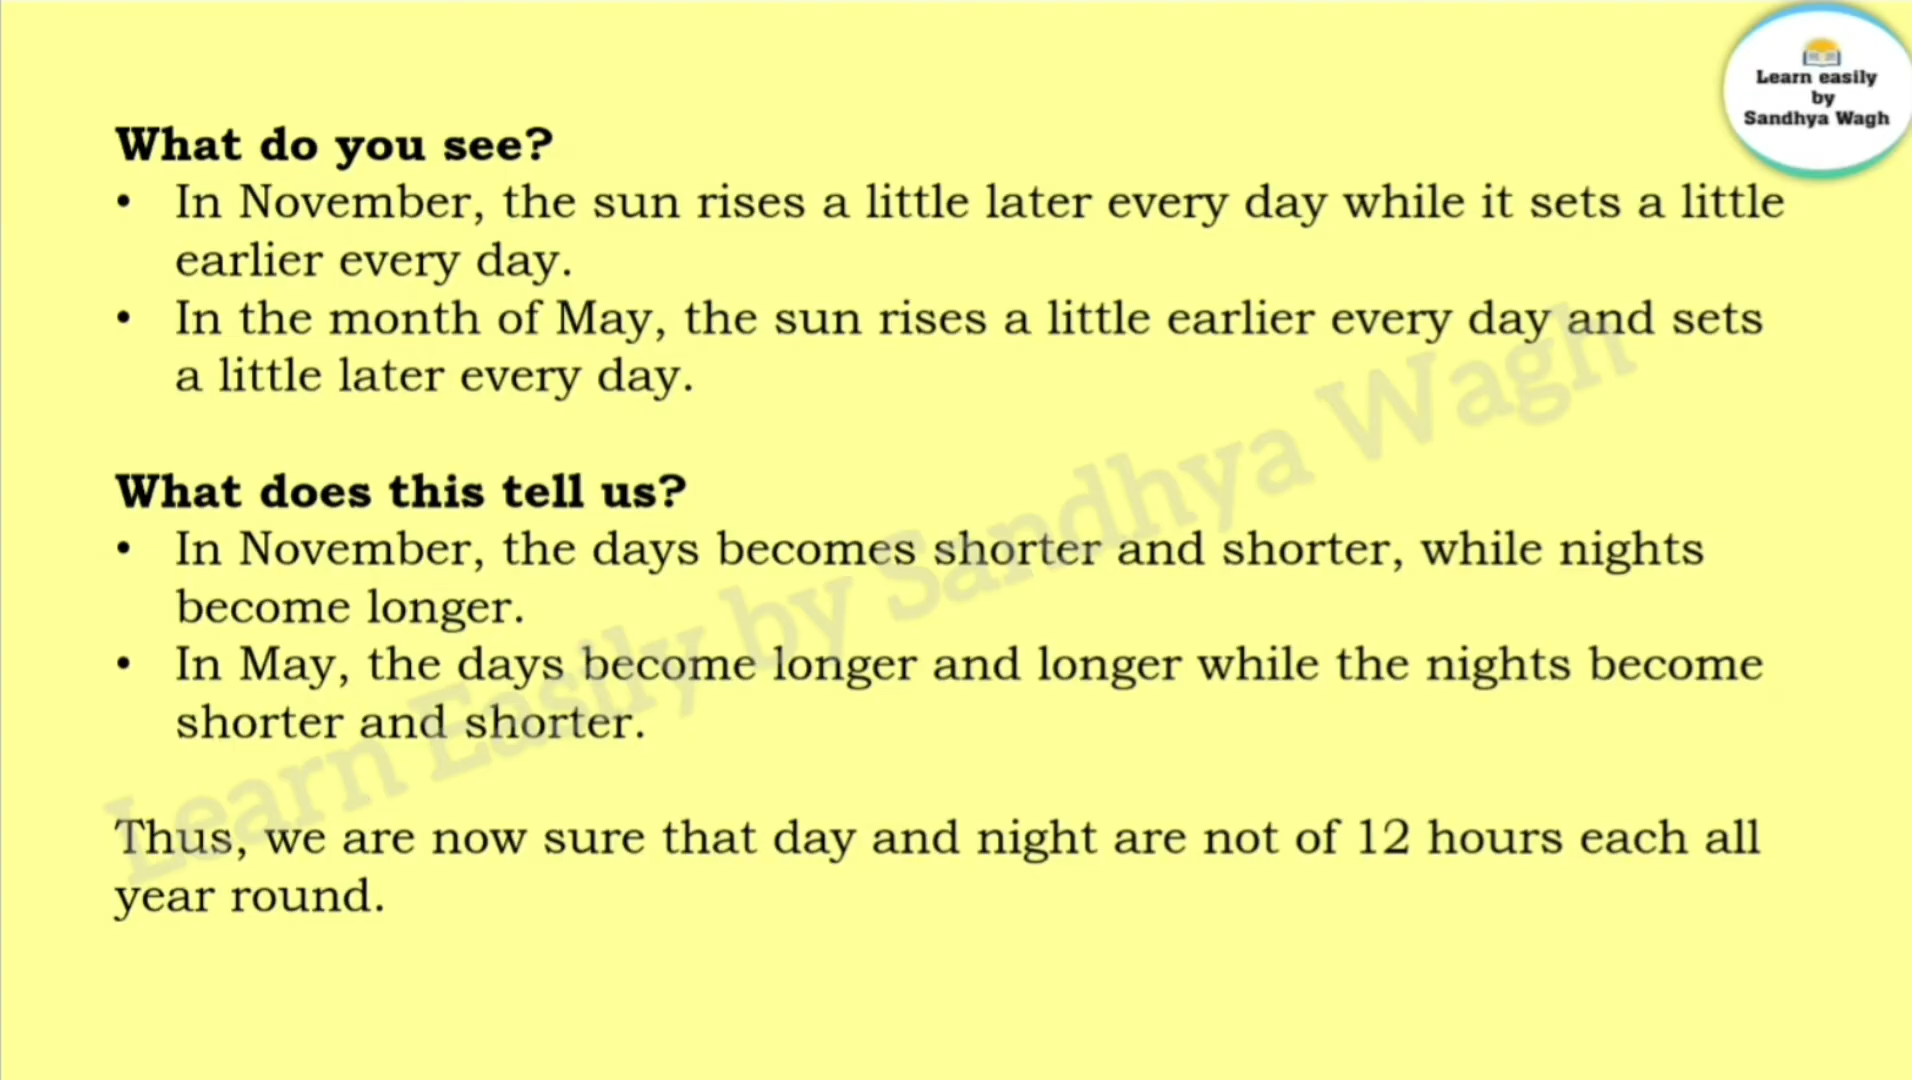 Learn easily
by
Sandhya Wagh
What do you see?
• In November, the sun rises a little later every day while it sets a little
earlier every day.
• In the month of May, the sun rises a little earlier every day and sets
a little later every day.
What does this tell us?
• In November, the days becomes shorter and shorter, while nights
become longer.
• In May, the days become longer and longer while the nights become
shorter and shorter.
Thus, we are now sure that day and night are not of 12 hours each all
year round.
Learn Easily by Sandhya Wagh